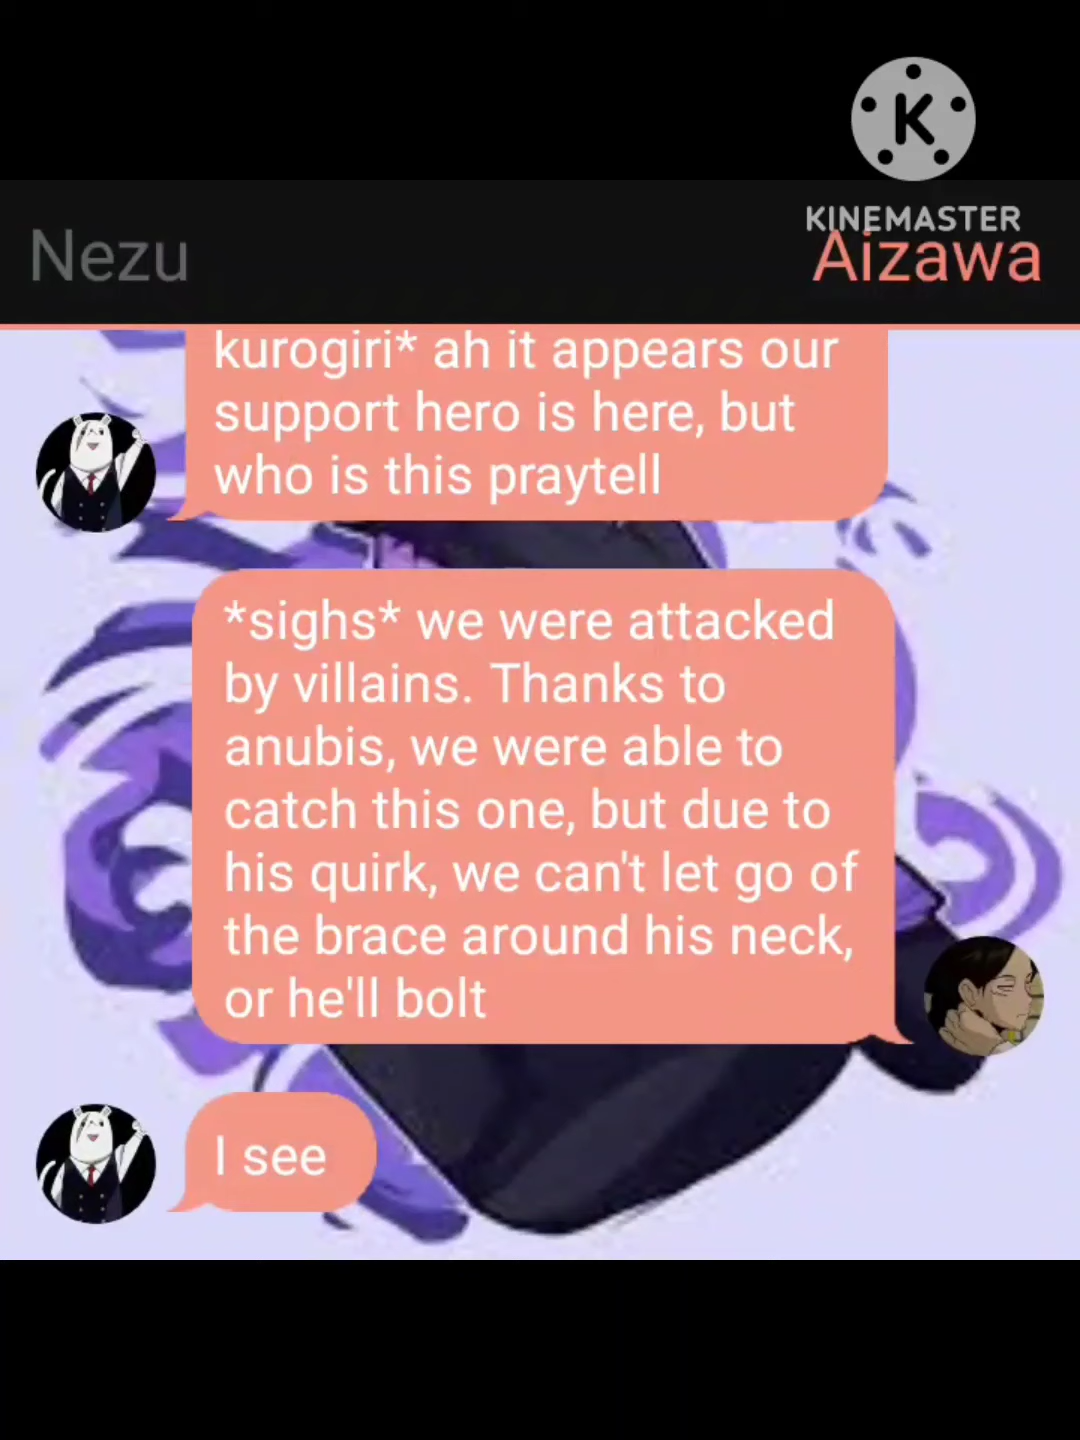 K
KINEMASTER
Nezu
Aizawa
kurogiri* ah it appears our
support hero is here, but
who is this praytell
*sighs* we were attacked
by villains. Thanks to
anubis, we were able to
catch this one, but due to
his quirk, we can't let go of
the brace around his neck,
or he'll bolt
I see